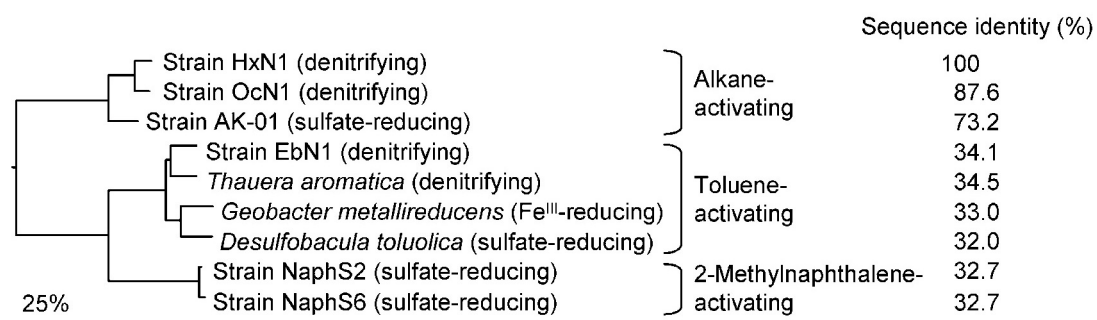 Sequence identity (%)
Strain HxN1 (denitrifying) 100
Strain OcN1 (denitrifying) Alkane-activating 87.6
Strain AK-01 (sulfate-reducing) 73.2
Strain EbN1 (denitrifying) 34.1
Thauera aromatica (denitrifying) Toluene-activating 34.5
Geobacter metallireducens (FeIII-reducing) 33.0
Desulfobacula toluolica (sulfate-reducing) 32.0
Strain NaphS2 (sulfate-reducing) 2-Methylnaphthalene- 32.7
25% Strain NaphS6 (sulfate-reducing) activating 32.7